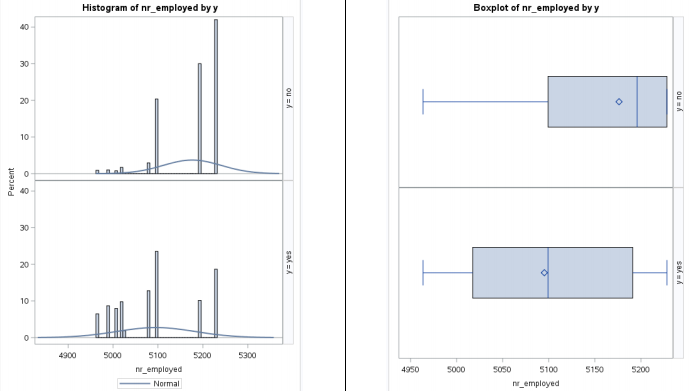 Histogram of nr_employed by y
40
30
20
10
0
y = no
40
30
20
10
0
y = yes
Percent
4900 5000 5100 5200 5300
nr_employed
Normal
Boxplot of nr_employed by y
y = no
y = yes
4950 5000 5050 5100 5150 5200
nr_employed